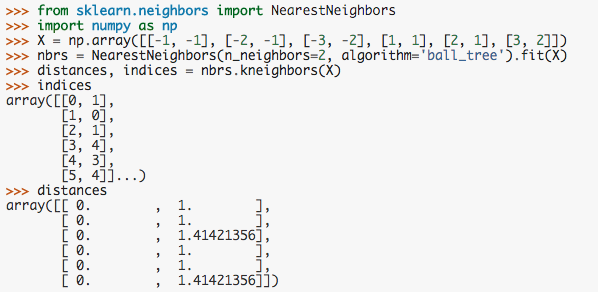 >>> from sklearn.neighbors import NearestNeighbors
>>> import numpy as np
>>> X = np.array([[-1, -1], [-2, -1], [-3, -2], [1, 1], [2, 1], [3, 2]])
>>> nbrs = NearestNeighbors(n_neighbors=2, algorithm='ball_tree').fit(X)
>>> distances, indices = nbrs.kneighbors(X)
>>> indices
array([[0, 1],
       [1, 0],
       [2, 1],
       [3, 4],
       [4, 3],
       [5, 4]]...)
>>> distances
array([[ 0.        ,  1.        ],
       [ 0.        ,  1.        ],
       [ 0.        ,  1.41421356],
       [ 0.        ,  1.        ],
       [ 0.        ,  1.        ],
       [ 0.        ,  1.41421356]])